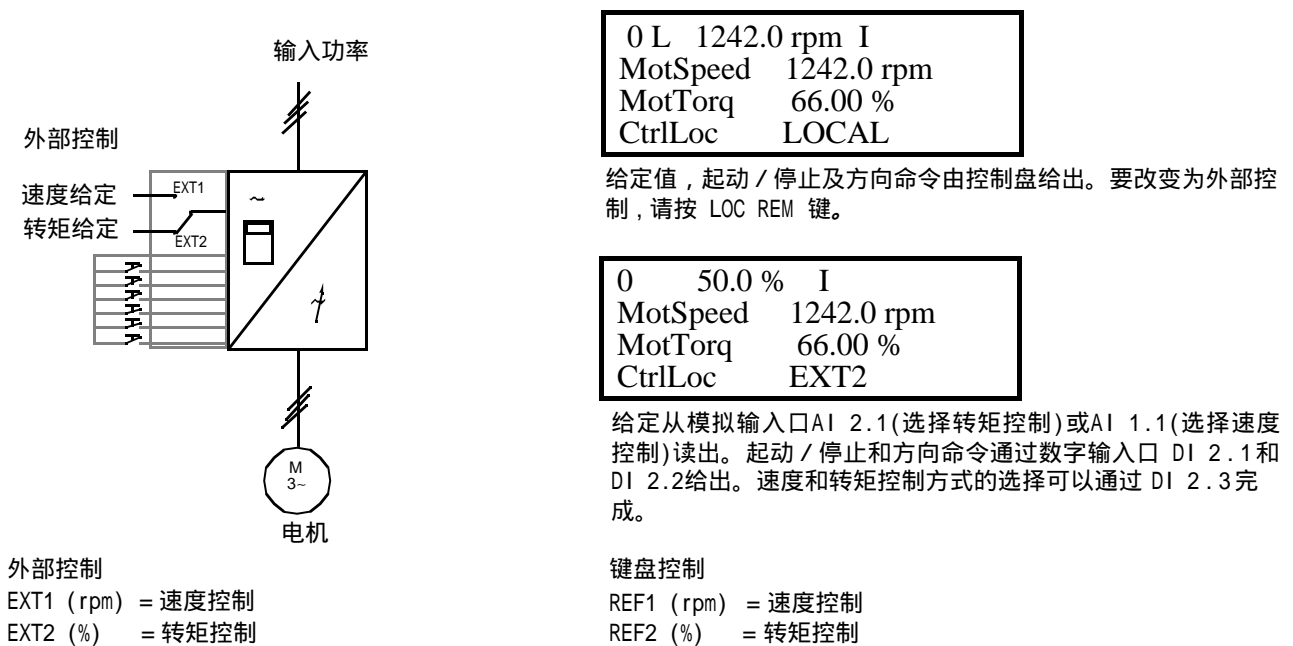 输入功率
外部控制
速度给定
EXT1
转矩给定
EXT2
~
M
3~
电机
外部控制
EXT1 (rpm) = 速度控制
EXT2 (%) = 转矩控制
0 L 1242.0 rpm I
MotSpeed 1242.0 rpm
MotTorq 66.00 %
CtrlLoc LOCAL
给定值，起动/停止及方向命令由控制盘给出。要改变为外部控
制，请按 LOC REM 键。
0 50.0 % I
MotSpeed 1242.0 rpm
MotTorq 66.00 %
CtrlLoc EXT2
给定从模拟输入口AI 2.1(选择转矩控制)或AI 1.1(选择速度
控制)读出。起动/停止和方向命令通过数字输入口 DI 2.1和
DI 2.2给出。速度和转矩控制方式的选择可以通过 DI 2.3完
成。
键盘控制
REF1 (rpm) = 速度控制
REF2 (%) = 转矩控制